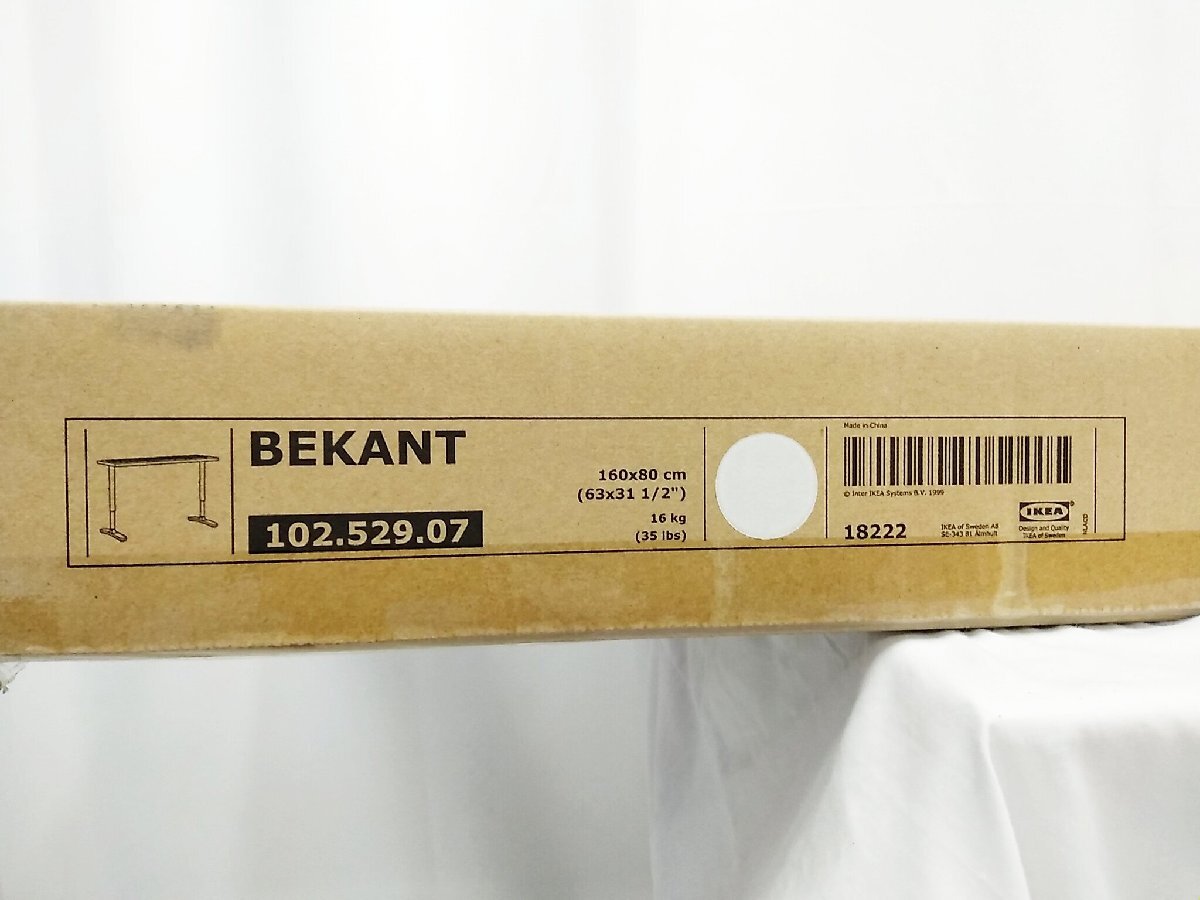 BEKANT
102.529.07
160x80 cm
(63x31 1/2")
16 kg
(35 lbs)
Made in China
© Inter IKEA Systems B.V. 1999
18222
IKEA of Sweden AB
SE-343 81 Älmhult
IKEA®
Design and Quality
IKEA of Sweden